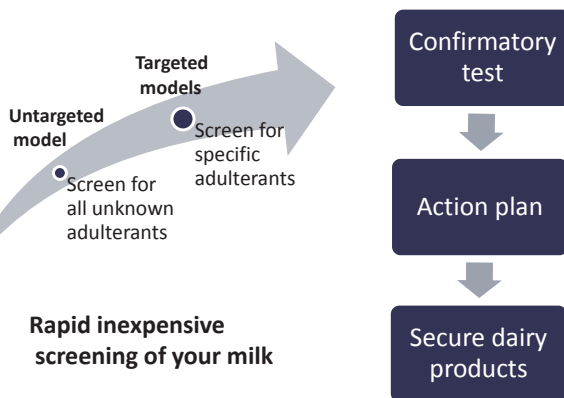 Targeted
models
Untargeted
model
Screen for
specific
adulterants
Screen for
all unknown
adulterants
Rapid inexpensive
screening of your milk
Confirmatory
test
Action plan
Secure dairy
products